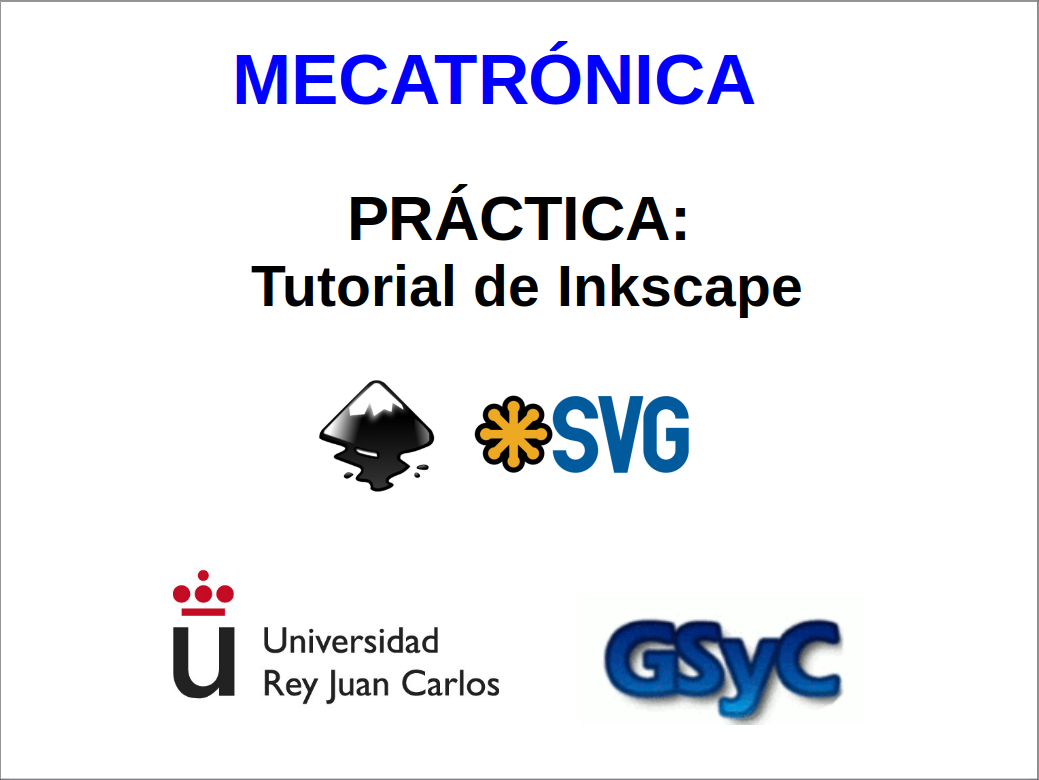 MECATRÓNICA
PRÁCTICA:
Tutorial de Inkscape
SVG
Universidad
Rey Juan Carlos
GSyC